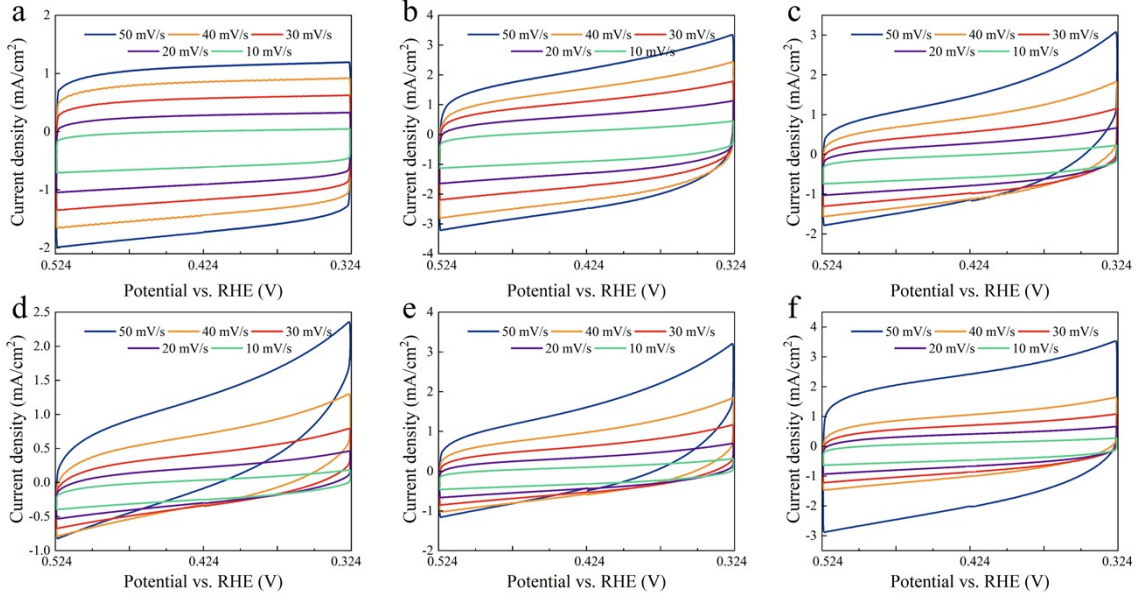 a
50 mV/s 40 mV/s 30 mV/s
20 mV/s 10 mV/s
Current density (mA/cm²)
2
1
0
-1
-2
0.524 0.424 0.324
Potential vs. RHE (V)
b
50 mV/s 40 mV/s 30 mV/s
20 mV/s 10 mV/s
Current density (mA/cm²)
4
3
2
1
0
-1
-2
-3
-4
0.524 0.424 0.324
Potential vs. RHE (V)
c
50 mV/s 40 mV/s 30 mV/s
20 mV/s 10 mV/s
Current density (mA/cm²)
3
2
1
0
-1
-2
0.524 0.424 0.324
Potential vs. RHE (V)
d
50 mV/s 40 mV/s 30 mV/s
20 mV/s 10 mV/s
Current density (mA/cm²)
2.5
2.0
1.5
1.0
0.5
0.0
-0.5
-1.0
0.524 0.424 0.324
Potential vs. RHE (V)
e
50 mV/s 40 mV/s 30 mV/s
20 mV/s 10 mV/s
Current density (mA/cm²)
4
3
2
1
0
-1
-2
0.524 0.424 0.324
Potential vs. RHE (V)
f
50 mV/s 40 mV/s 30 mV/s
20 mV/s 10 mV/s
Current density (mA/cm²)
4
3
2
1
0
-1
-2
-3
0.524 0.424 0.324
Potential vs. RHE (V)